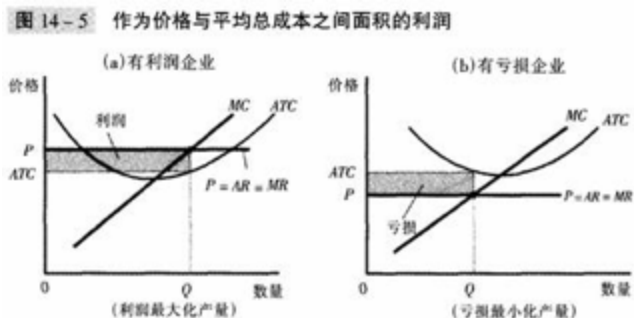 图 14-5 作为价格与平均总成本之间面积的利润
(a)有利润企业
价格
MC
ATC
利润
P
ATC
P = AR = MR
0
Q
数量
(利润最大化产量)
(b)有亏损企业
价格
MC
ATC
ATC
P
P=AR=MR
亏损
0
Q
数量
(亏损最小化产量)